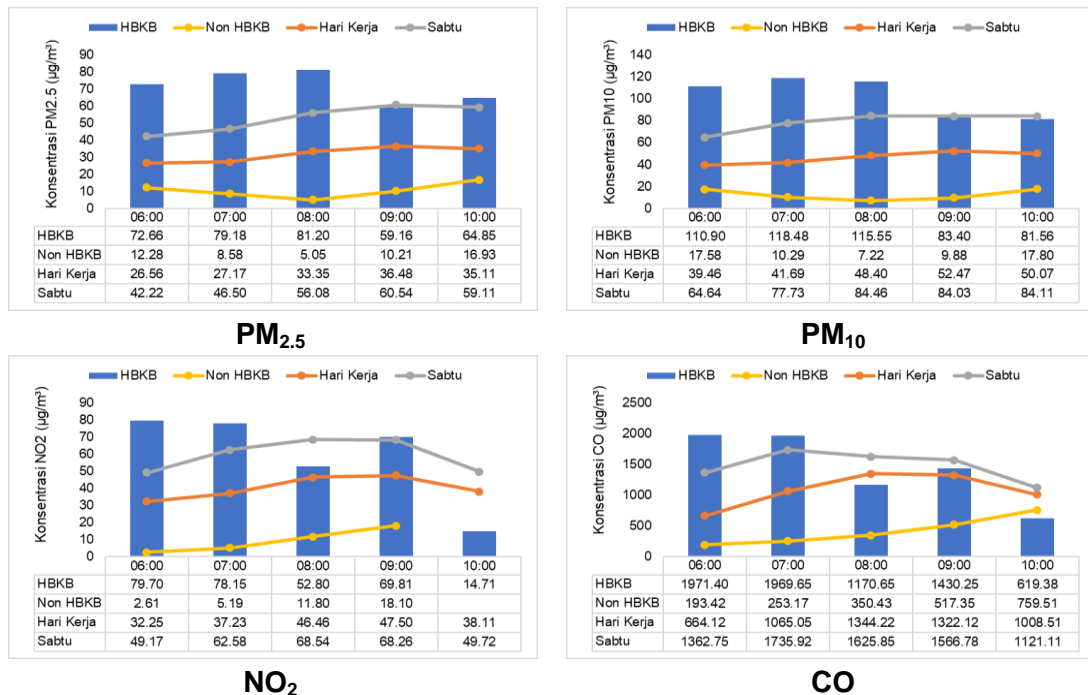 HBKB Non HBKB Hari Kerja Sabtu
Konsentrasi PM2.5 (µg/m³)
90
80
70
60
50
40
30
20
10
0
06:00 07:00 08:00 09:00 10:00
HBKB 72.66 79.18 81.20 59.16 64.85
Non HBKB 12.28 8.58 5.05 10.21 16.93
Hari Kerja 26.56 27.17 33.35 36.48 35.11
Sabtu 42.22 46.50 56.08 60.54 59.11
PM2.5
HBKB Non HBKB Hari Kerja Sabtu
Konsentrasi PM10 (µg/m³)
140
120
100
80
60
40
20
0
06:00 07:00 08:00 09:00 10:00
HBKB 110.90 118.48 115.55 83.40 81.56
Non HBKB 17.58 10.29 7.22 9.88 17.80
Hari Kerja 39.46 41.69 48.40 52.47 50.07
Sabtu 64.64 77.73 84.46 84.03 84.11
PM10
HBKB Non HBKB Hari Kerja Sabtu
Konsentrasi NO2 (µg/m³)
90
80
70
60
50
40
30
20
10
0
06:00 07:00 08:00 09:00 10:00
HBKB 79.70 78.15 52.80 69.81 14.71
Non HBKB 2.61 5.19 11.80 18.10
Hari Kerja 32.25 37.23 46.46 47.50 38.11
Sabtu 49.17 62.58 68.54 68.26 49.72
NO2
HBKB Non HBKB Hari Kerja Sabtu
Konsentrasi CO (µg/m³)
2500
2000
1500
1000
500
0
06:00 07:00 08:00 09:00 10:00
HBKB 1971.40 1969.65 1170.65 1430.25 619.38
Non HBKB 193.42 253.17 350.43 517.35 759.51
Hari Kerja 664.12 1065.05 1344.22 1322.12 1008.51
Sabtu 1362.75 1735.92 1625.85 1566.78 1121.11
CO